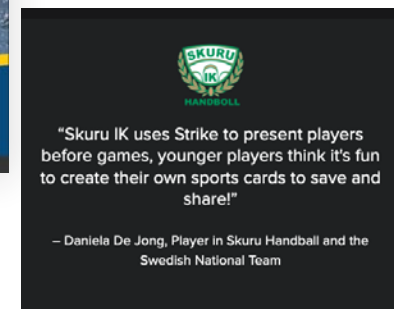 SKURU
IK
HANDBOLL
"Skuru IK uses Strike to present players
before games, younger players think it's fun
to create their own sports cards to save and
share!"
– Daniela De Jong, Player in Skuru Handball and the
Swedish National Team